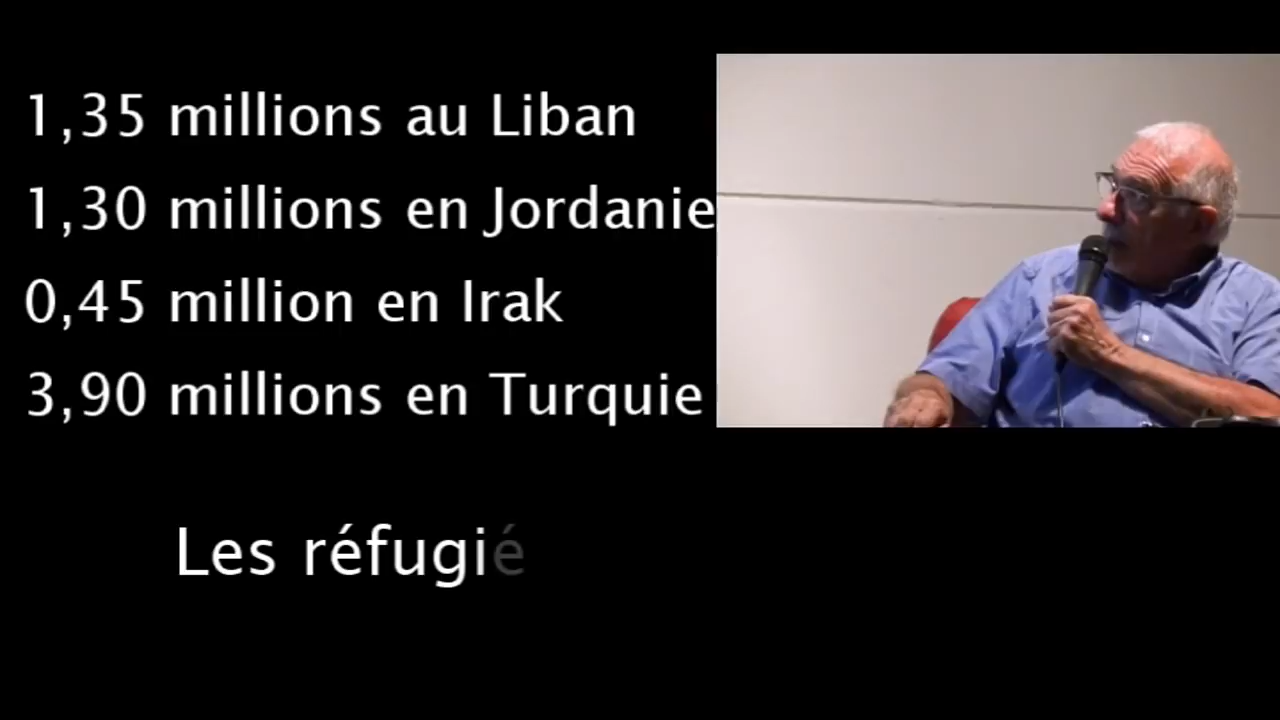 1,35 millions au Liban
1,30 millions en Jordanie
0,45 million en Irak
3,90 millions en Turquie
Les réfugié